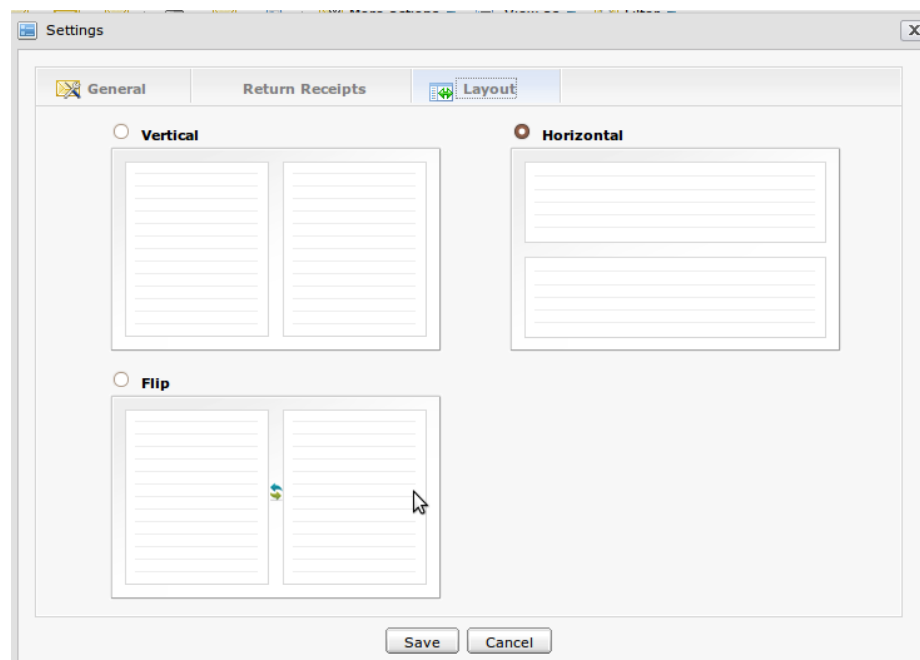 Settings
X
General Return Receipts Layout
Vertical Horizontal
Flip
Save Cancel